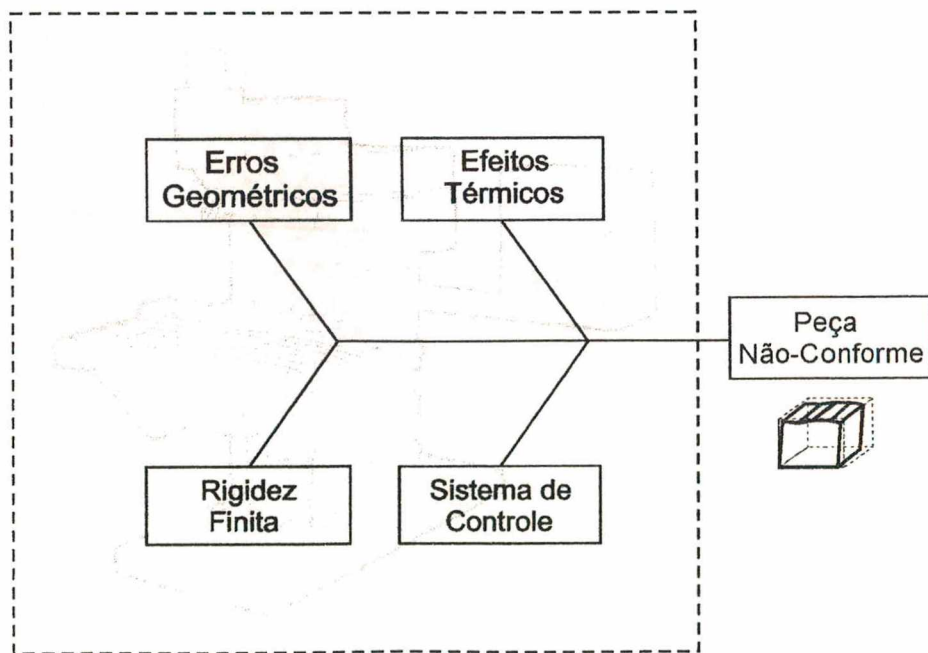 Erros
Geométricos
Efeitos
Térmicos
Peça
Não-Conforme
Rigidez
Finita
Sistema de
Controle